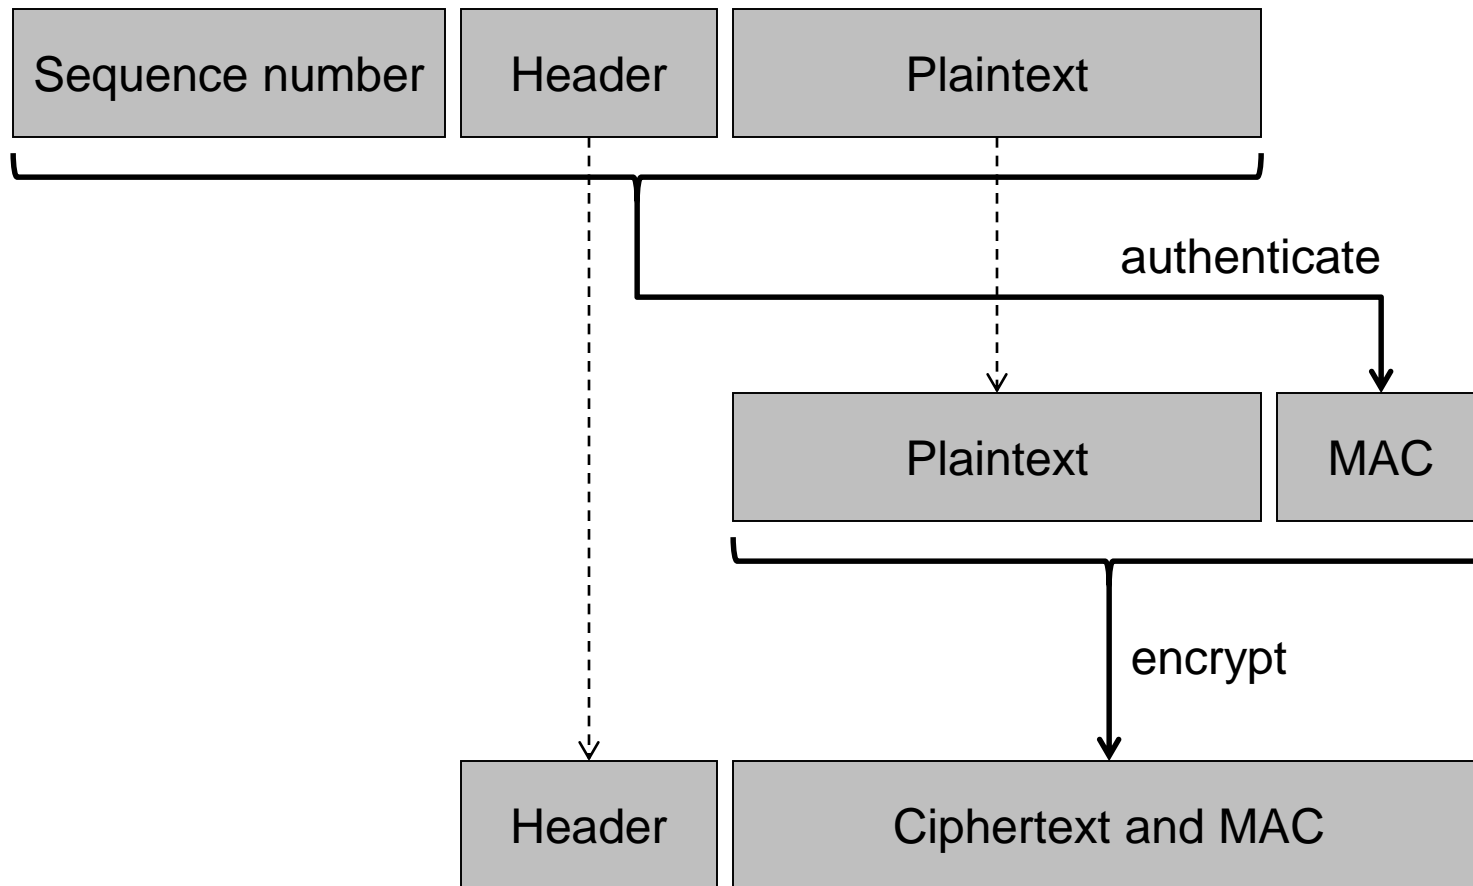 Sequence number
Header
Plaintext
authenticate
Plaintext
MAC
encrypt
Header
Ciphertext and MAC